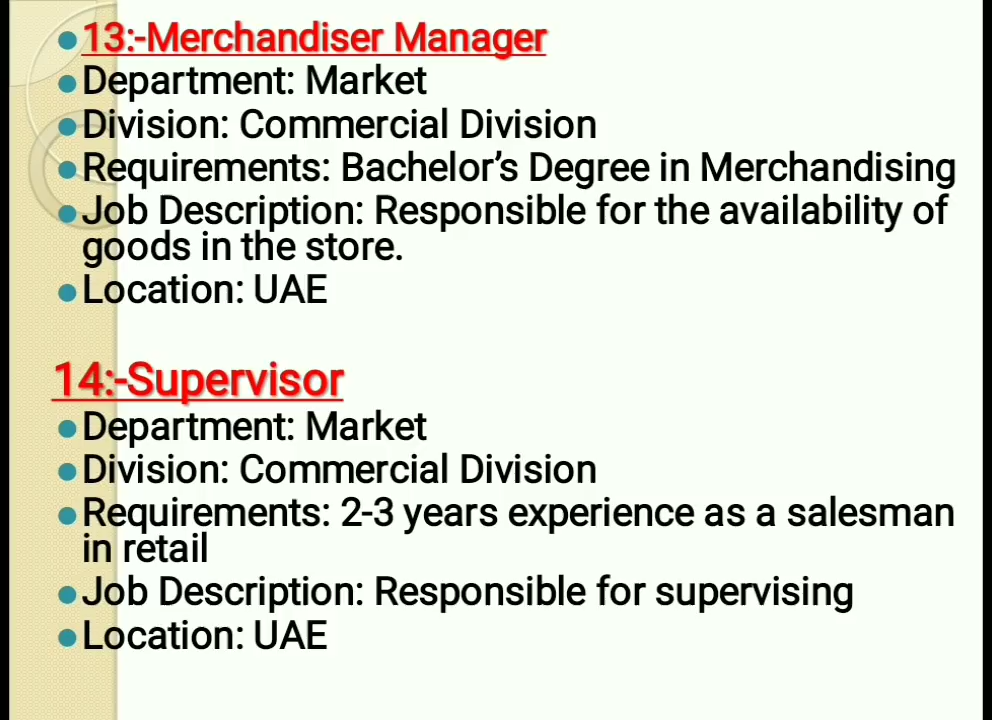 13:-Merchandiser Manager
Department: Market
Division: Commercial Division
Requirements: Bachelor’s Degree in Merchandising
Job Description: Responsible for the availability of
goods in the store.
Location: UAE
14:-Supervisor
Department: Market
Division: Commercial Division
Requirements: 2-3 years experience as a salesman
in retail
Job Description: Responsible for supervising
Location: UAE